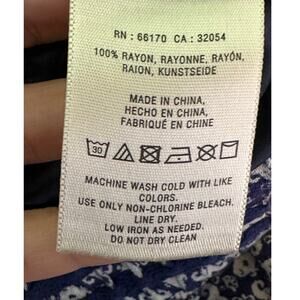 RN : 66170 CA : 32054
100% RAYON, RAYONNE, RAYÓN,
RAION, KUNSTSEIDE
MADE IN CHINA,
HECHO EN CHINA,
FABRIQUÉ EN CHINE
30
MACHINE WASH COLD WITH LIKE
COLORS.
USE ONLY NON-CHLORINE BLEACH.
LINE DRY.
LOW IRON AS NEEDED.
DO NOT DRY CLEAN